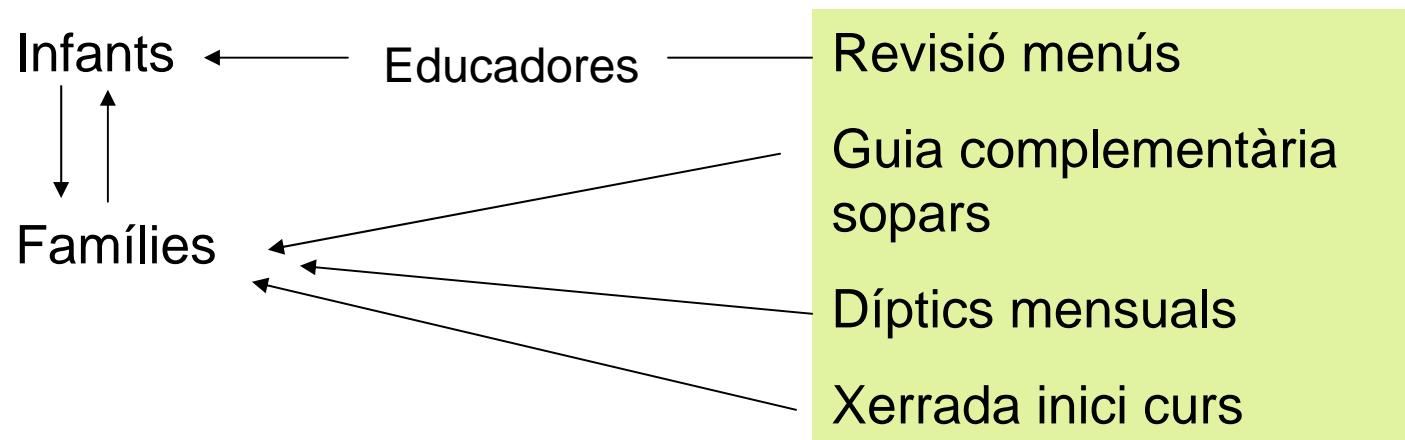 Infants
Educadores
Revisió menús
Guia complementària
sopars
Famílies
Díptics mensuals
Xerrada inici curs